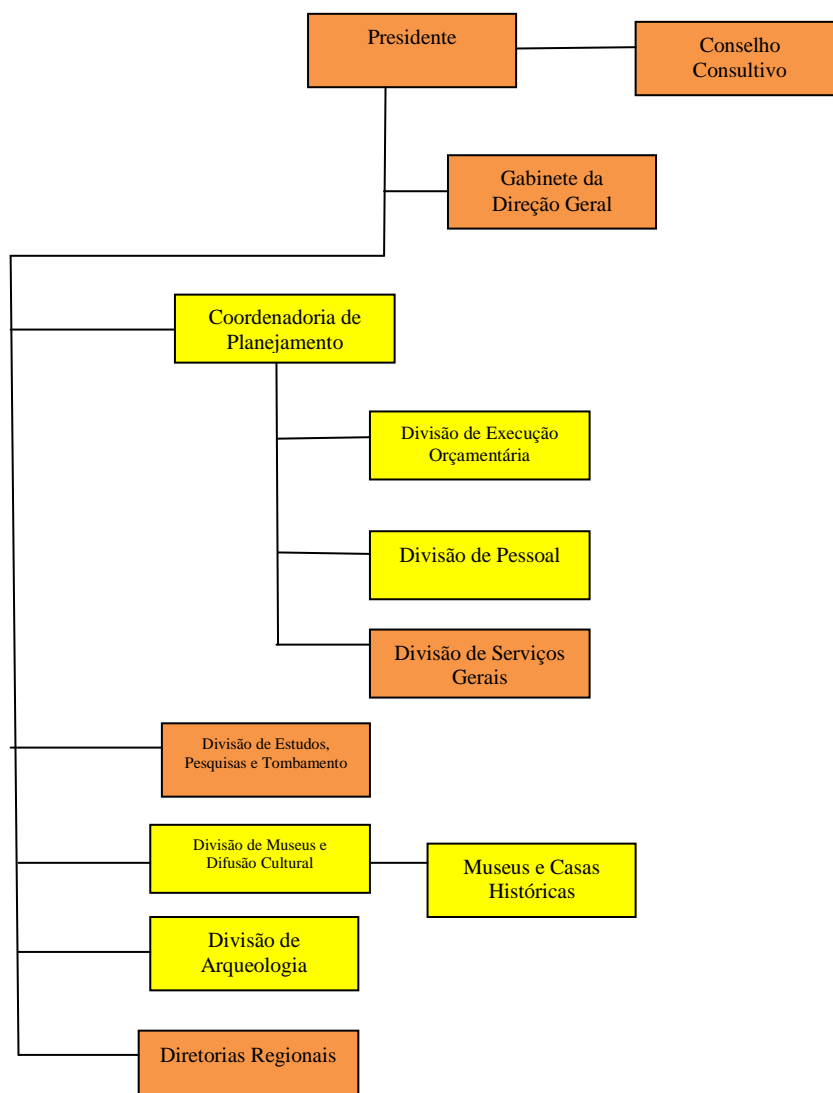 Presidente
Conselho
Consultivo
Gabinete da
Direção Geral
Coordenadoria de
Planejamento
Divisão de Execução
Orçamentária
Divisão de Pessoal
Divisão de Serviços
Gerais
Divisão de Estudos,
Pesquisas e Tombamento
Divisão de Museus e
Difusão Cultural
Museus e Casas
Históricas
Divisão de
Arqueologia
Diretorias Regionais